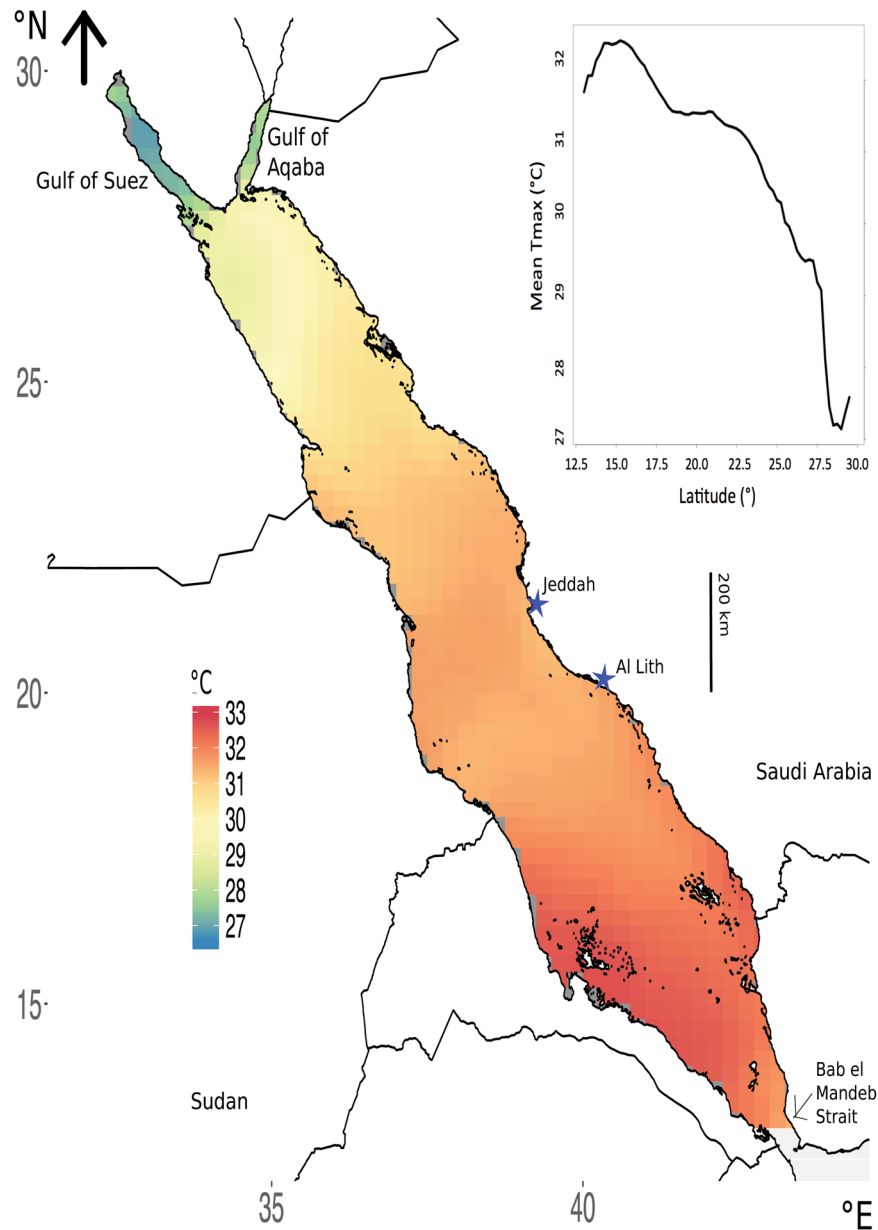 °N
30
25
20
15
35
40
°E
Gulf of Suez
Gulf of
Aqaba
Jeddah
Al Lith
200 km
Saudi Arabia
Sudan
Bab el
Mandeb
Strait
°C
33
32
31
30
29
28
27
Mean Tmax (°C)
32
31
30
29
28
27
12.5 15.0 17.5 20.0 22.5 25.0 27.5 30.0
Latitude (°)